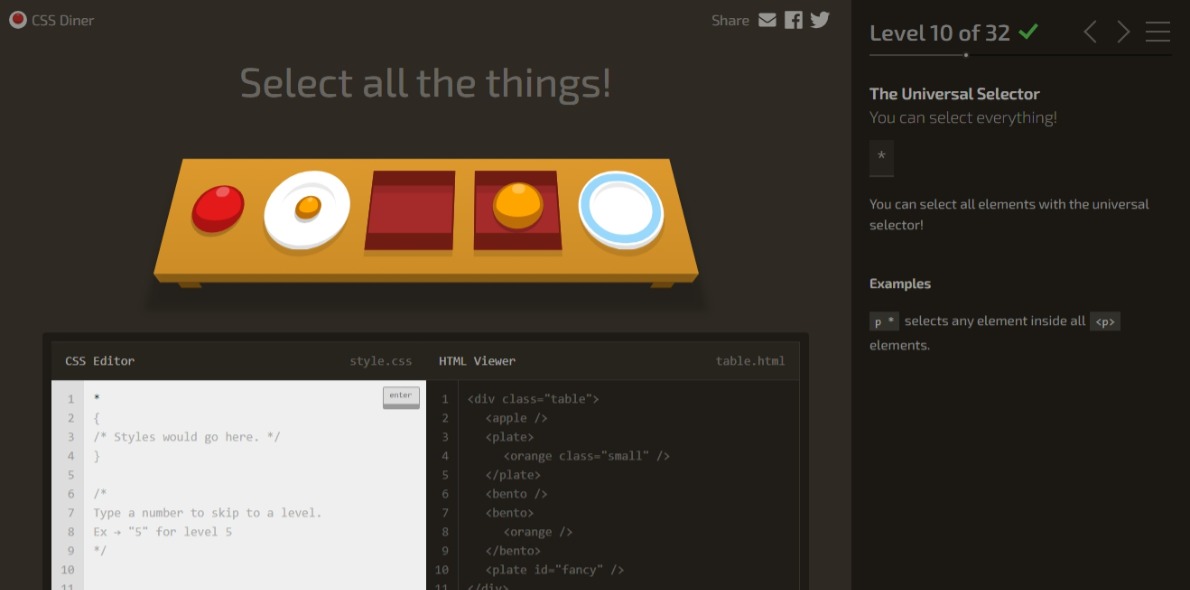 CSS Diner
Share
Select all the things!
CSS Editor style.css
1 *
2 {
3 /* Styles would go here. */
4 }
5
6 /*
7 Type a number to skip to a level.
8 Ex → "5" for level 5
9 */
10
11
enter
HTML Viewer table.html
1 <div class="table">
2 <apple />
3 <plate>
4 <orange class="small" />
5 </plate>
6 <bento />
7 <bento>
8 <orange />
9 </bento>
10 <plate id="fancy" />
11 </div>
Level 10 of 32
The Universal Selector
You can select everything!
*
You can select all elements with the universal
selector!
Examples
p * selects any element inside all <p>
elements.